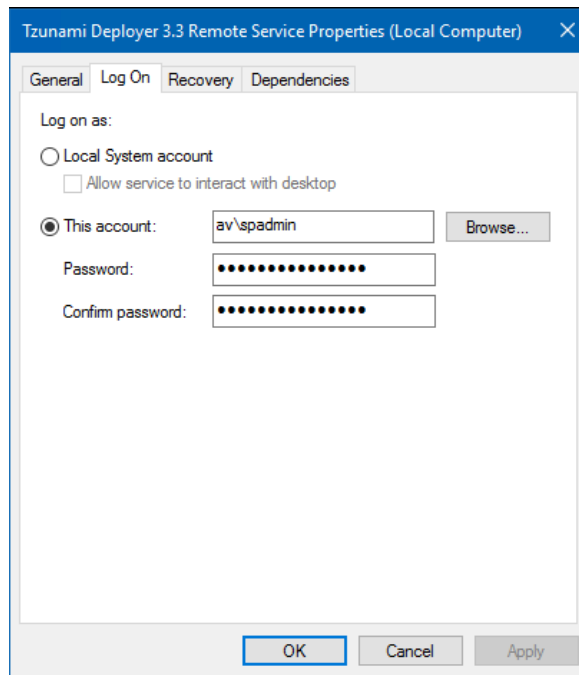 Tzunami Deployer 3.3 Remote Service Properties (Local Computer)
General Log On Recovery Dependencies
Log on as:
Local System account
Allow service to interact with desktop
This account: av\spadmin Browse...
Password: •••••••••••••••
Confirm password: •••••••••••••••
OK Cancel Apply